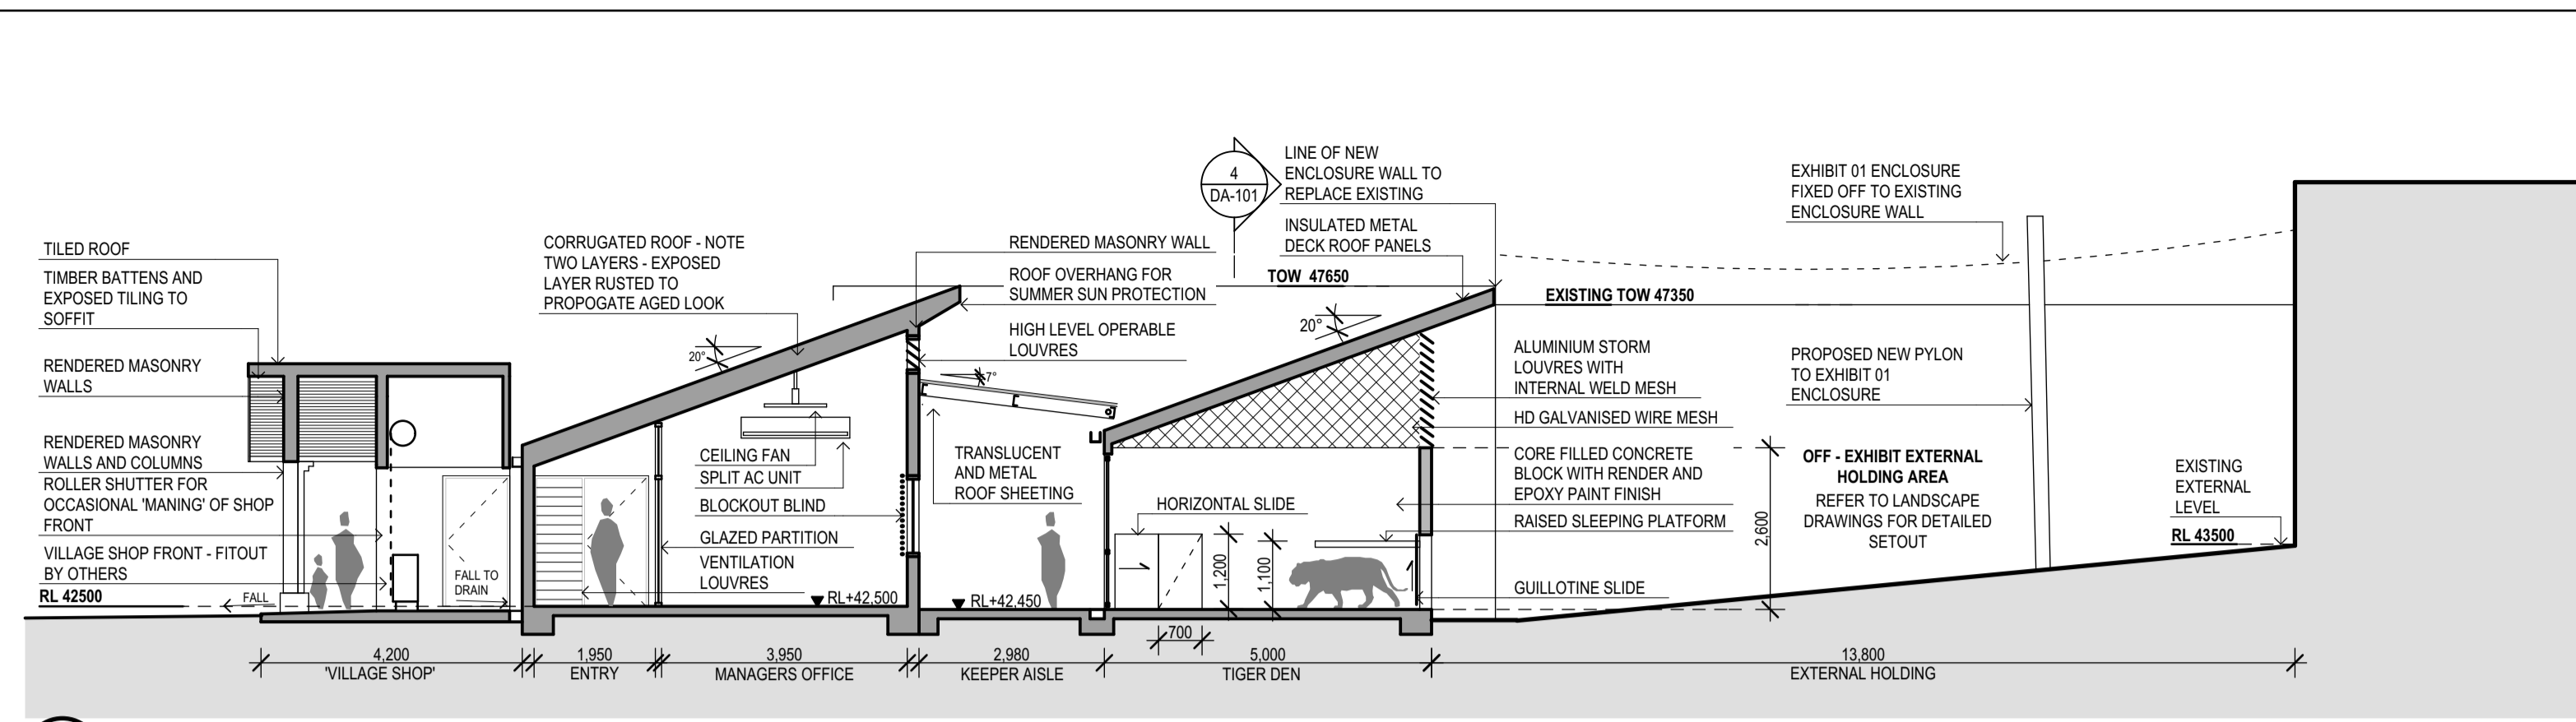 TILED ROOF
TIMBER BATTENS AND
EXPOSED TILING TO
SOFFIT
RENDERED MASONRY
WALLS
RENDERED MASONRY
WALLS AND COLUMNS
ROLLER SHUTTER FOR
OCCASIONAL 'MANING' OF SHOP
FRONT
VILLAGE SHOP FRONT - FITOUT
BY OTHERS
RL 42500
FALL
FALL TO
DRAIN
CORRUGATED ROOF - NOTE
TWO LAYERS - EXPOSED
LAYER RUSTED TO
PROPOGATE AGED LOOK
20°
CEILING FAN
SPLIT AC UNIT
BLOCKOUT BLIND
GLAZED PARTITION
VENTILATION
LOUVRES
RL+42,500
RENDERED MASONRY WALL
ROOF OVERHANG FOR
SUMMER SUN PROTECTION
HIGH LEVEL OPERABLE
LOUVRES
7°
TRANSLUCENT
AND METAL
ROOF SHEETING
RL+42,450
4
DA-101
LINE OF NEW
ENCLOSURE WALL TO
REPLACE EXISTING
INSULATED METAL
DECK ROOF PANELS
TOW 47650
20°
HORIZONTAL SLIDE
1,200
1,100
700
EXISTING TOW 47350
ALUMINIUM STORM
LOUVRES WITH
INTERNAL WELD MESH
HD GALVANISED WIRE MESH
CORE FILLED CONCRETE
BLOCK WITH RENDER AND
EPOXY PAINT FINISH
RAISED SLEEPING PLATFORM
GUILLOTINE SLIDE
2,600
EXHIBIT 01 ENCLOSURE
FIXED OFF TO EXISTING
ENCLOSURE WALL
PROPOSED NEW PYLON
TO EXHIBIT 01
ENCLOSURE
OFF - EXHIBIT EXTERNAL
HOLDING AREA
REFER TO LANDSCAPE
DRAWINGS FOR DETAILED
SETOUT
EXISTING
EXTERNAL
LEVEL
RL 43500
4,200
'VILLAGE SHOP'
1,950
ENTRY
3,950
MANAGERS OFFICE
2,980
KEEPER AISLE
5,000
TIGER DEN
13,800
EXTERNAL HOLDING